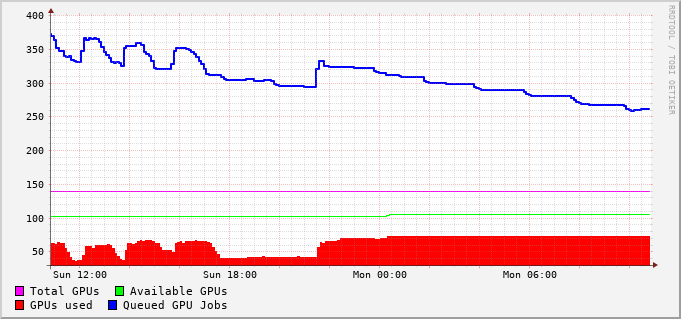 400
350
300
250
200
150
100
50
Sun 12:00 Sun 18:00 Mon 00:00 Mon 06:00
Total GPUs Available GPUs
GPUs used Queued GPU Jobs
RRDTOOL / TOBI OETIKER